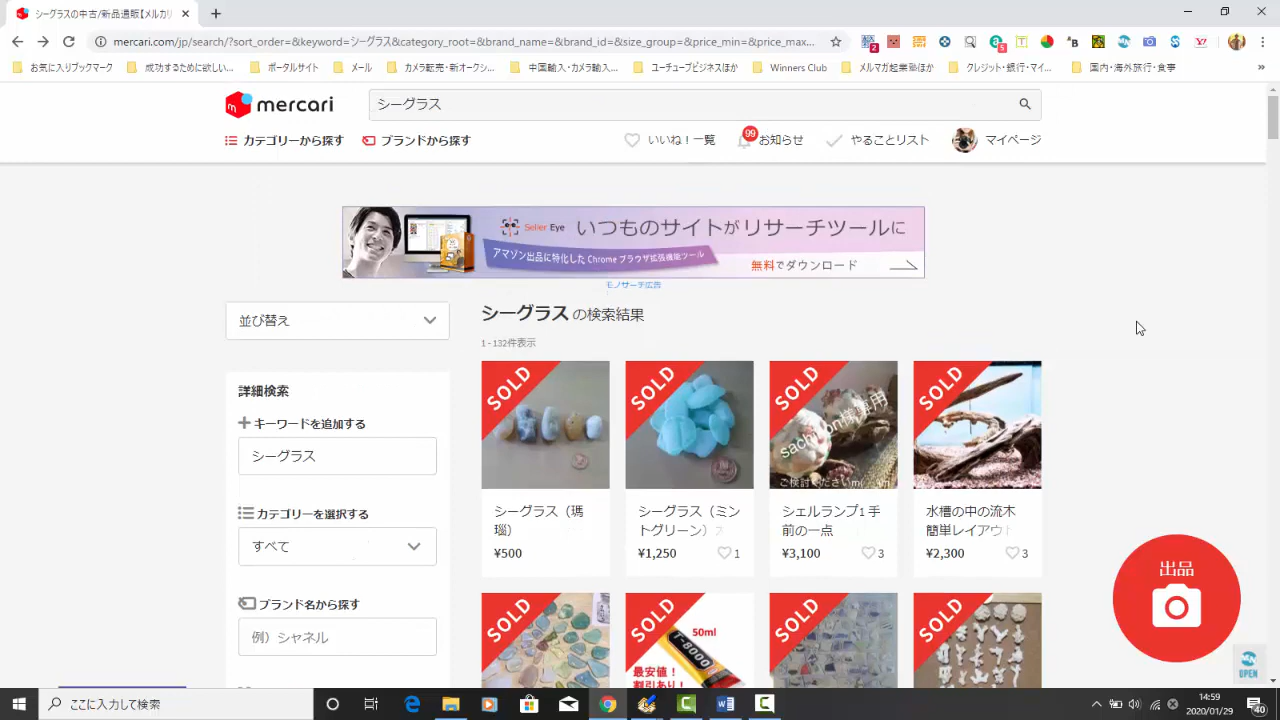 シーグラスの中古/新品通販【メルカリ
mercari.com/jp/search/?sort_order=&keyword=シーグラス&category_root=&brand_name=&brand_id=&size_group=&price_min=&price_max...
お気に入りブックマーク
成功するために欲しい...
ポータルサイト
メール
カメラ転売・新オークシ...
中国輸入・カメラ輸入...
ユーチューブビジネスほか
Winners Club
メルマガ起業塾ほか
クレジット・銀行・マイ...
国内・海外旅行・食事
mercari
シーグラス
カテゴリーから探す
ブランドから探す
いいね！一覧
99
お知らせ
やることリスト
マイページ
Seller Eye
いつものサイトがリサーチツールに
アマゾン出品に特化した Chrome ブラウザ拡張機能ツール
無料でダウンロード
モノサーチ広告
並び替え
シーグラス の検索結果
1 - 132件表示
詳細検索
キーワードを追加する
シーグラス
カテゴリーを選択する
すべて
ブランド名から探す
例）シャネル
SOLD
SOLD
SOLD
SOLD
sachi on様専用
ご検討くださいm(_ _)m
シーグラス（瑪
瑙）
¥500
シーグラス（ミン
トグリーン）ス
¥1,250
1
シェルランプ1 手
前の一点
¥3,100
3
水槽の中の流木
簡単レイアウト
¥2,300
3
SOLD
SOLD
SOLD
SOLD
50ml
T-8000
最安値！
割引あり！
出品
OPEN
ここに入力して検索
14:59
2020/01/29
40